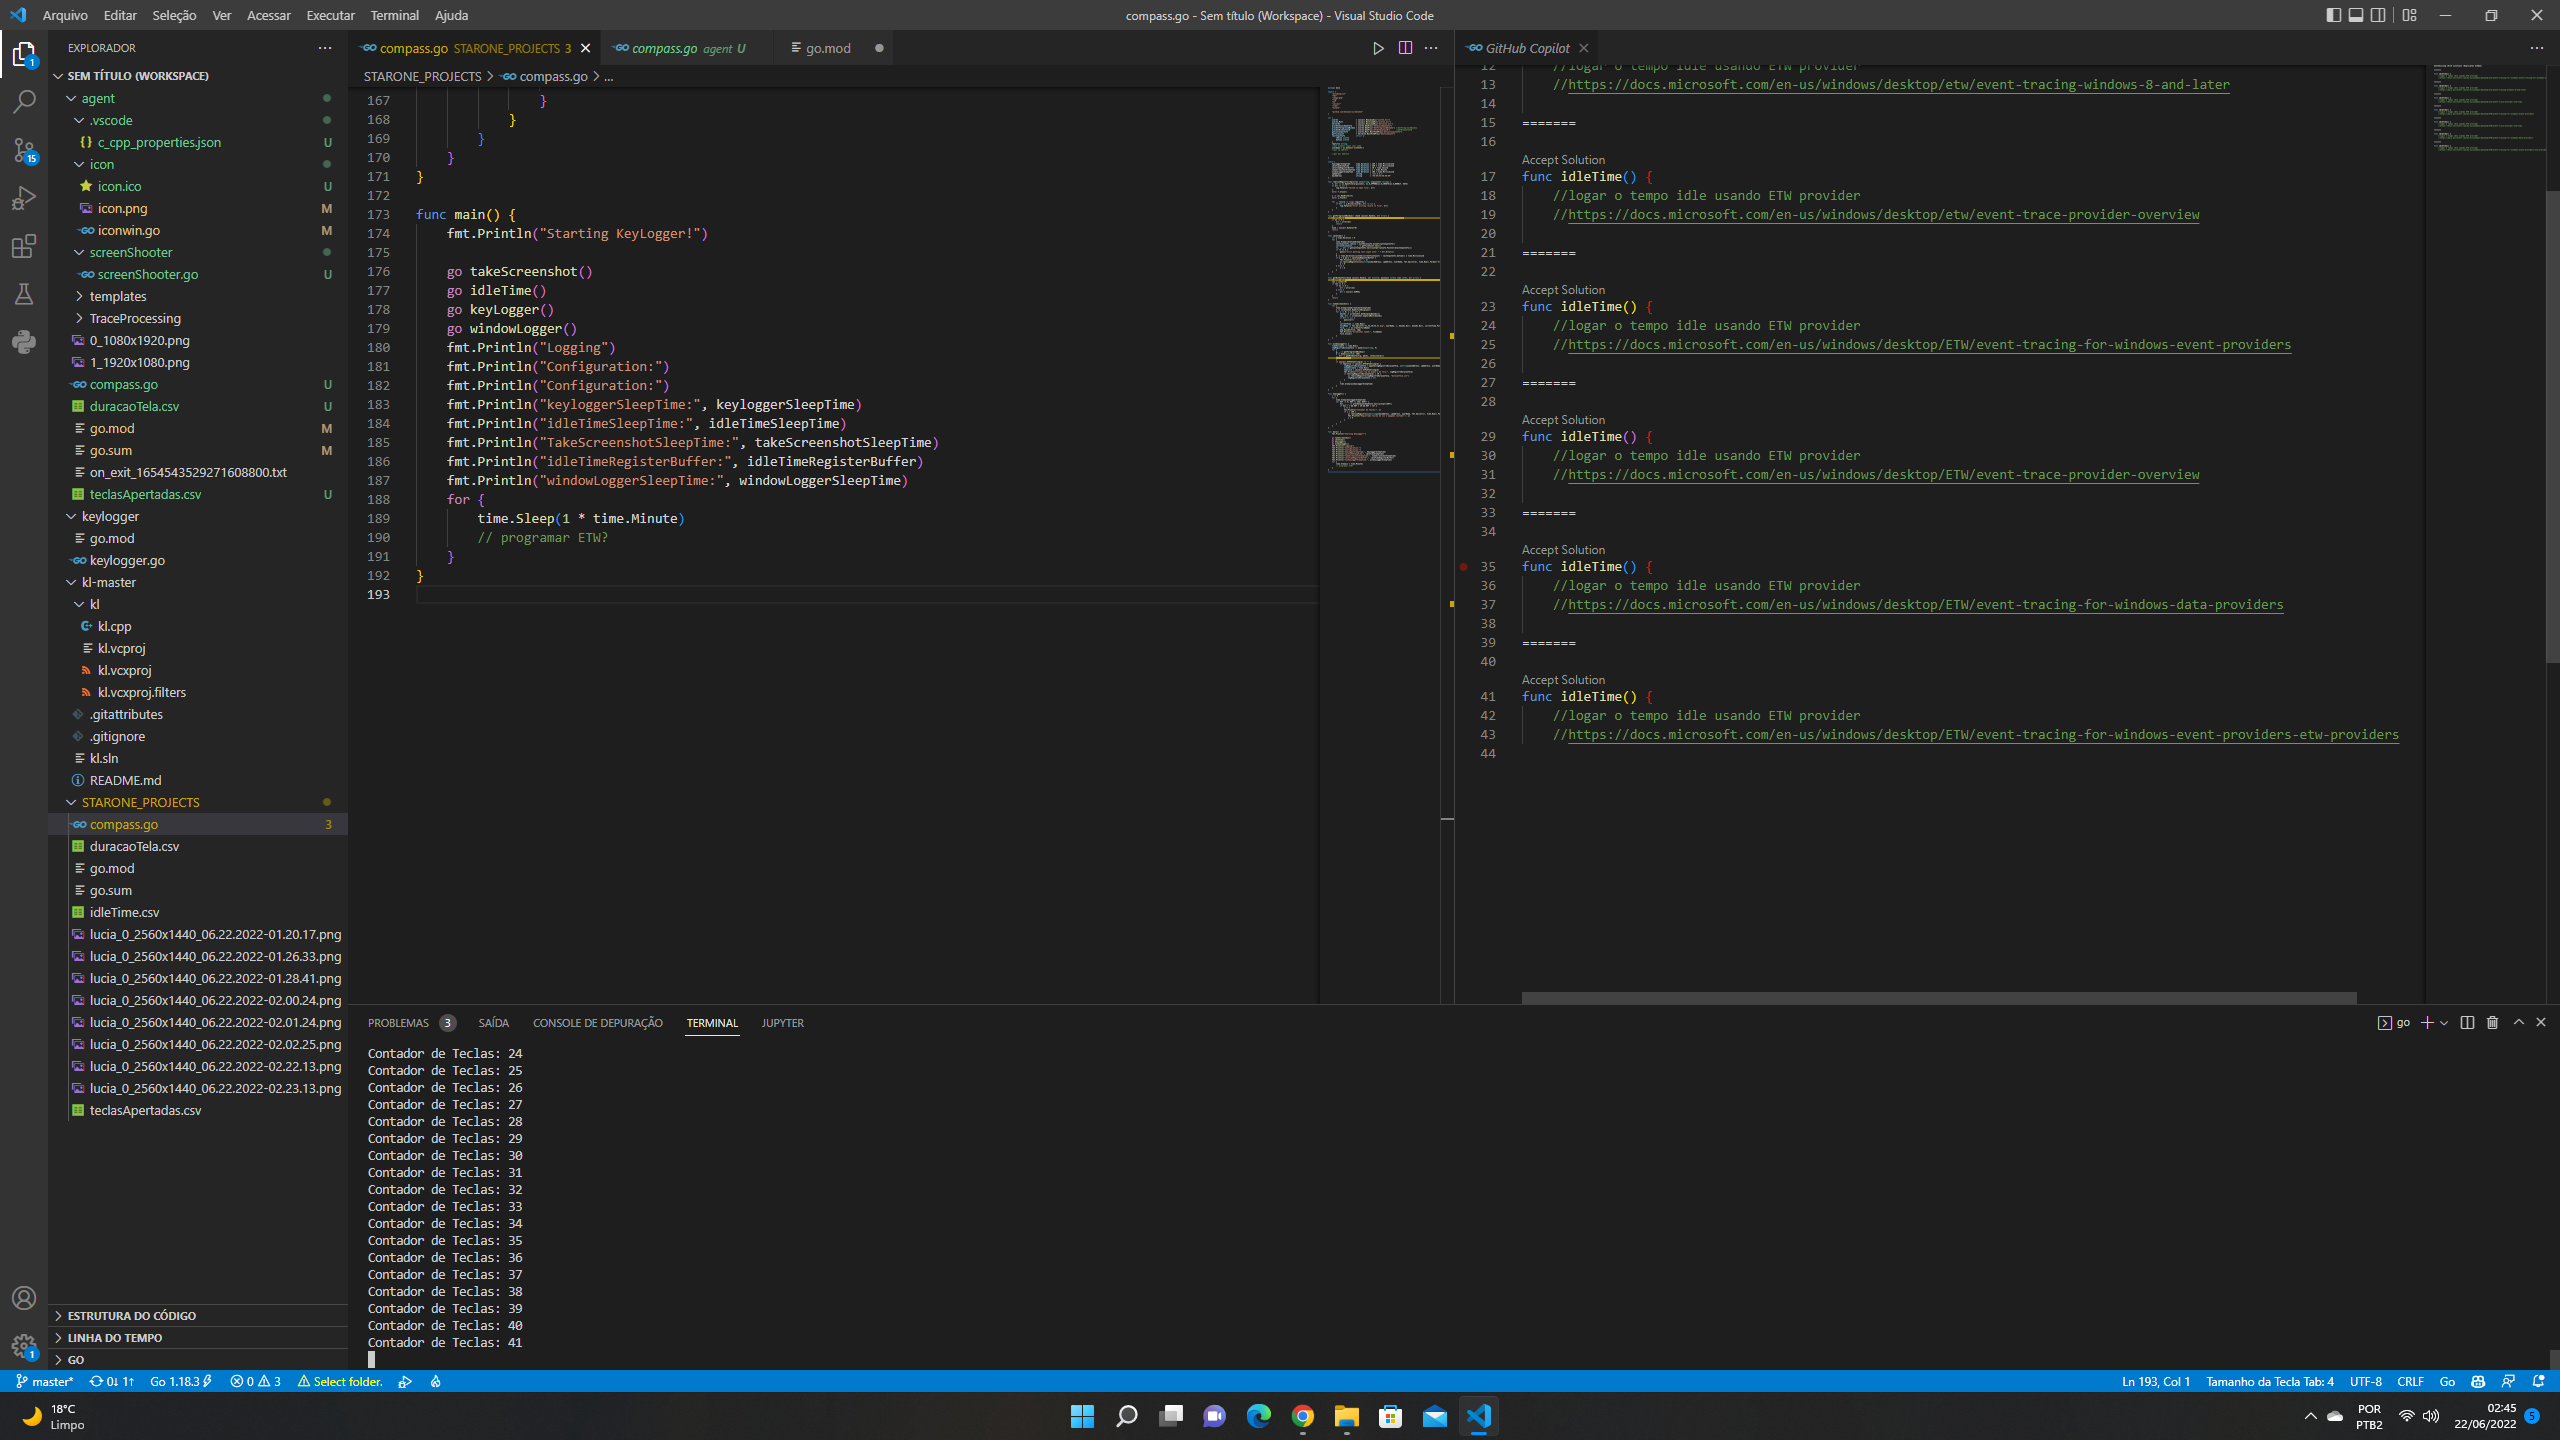 Arquivo Editar Seleção Ver Acessar Executar Terminal Ajuda
compass.go - Sem título (Workspace) - Visual Studio Code
EXPLORADOR
SEM TÍTULO (WORKSPACE)
agent
.vscode
c_cpp_properties.json U
icon
icon.ico U
icon.png M
iconwin.go M
screenShooter
screenShooter.go U
templates
TraceProcessing
0_1080x1920.png
1_1920x1080.png
compass.go U
duracaoTela.csv U
go.mod M
go.sum M
on_exit_1654543529271608800.txt
teclasApertadas.csv U
keylogger
go.mod
keylogger.go
kl-master
kl
kl.cpp
kl.vcproj
kl.vcxproj
kl.vcxproj.filters
.gitattributes
.gitignore
kl.sln
README.md
STARONE_PROJECTS
compass.go 3
duracaoTela.csv
go.mod
go.sum
idleTime.csv
lucia_0_2560x1440_06.22.2022-01.20.17.png
lucia_0_2560x1440_06.22.2022-01.26.33.png
lucia_0_2560x1440_06.22.2022-01.28.41.png
lucia_0_2560x1440_06.22.2022-02.00.24.png
lucia_0_2560x1440_06.22.2022-02.01.24.png
lucia_0_2560x1440_06.22.2022-02.02.25.png
lucia_0_2560x1440_06.22.2022-02.22.13.png
lucia_0_2560x1440_06.22.2022-02.23.13.png
teclasApertadas.csv
ESTRUTURA DO CÓDIGO
LINHA DO TEMPO
GO
compass.go STARONE_PROJECTS 3 compass.go agent U go.mod
STARONE_PROJECTS > compass.go > ...
167 }
168 }
169 }
170 }
171 }
172
173 func main() {
174 fmt.Println("Starting KeyLogger!")
175
176 go takeScreenshot()
177 go idleTime()
178 go keyLogger()
179 go windowLogger()
180 fmt.Println("Logging")
181 fmt.Println("Configuration:")
182 fmt.Println("Configuration:")
183 fmt.Println("keyloggerSleepTime:", keyloggerSleepTime)
184 fmt.Println("idleTimeSleepTime:", idleTimeSleepTime)
185 fmt.Println("TakeScreenshotSleepTime:", takeScreenshotSleepTime)
186 fmt.Println("idleTimeRegisterBuffer:", idleTimeRegisterBuffer)
187 fmt.Println("windowLoggerSleepTime:", windowLoggerSleepTime)
188 for {
189 time.Sleep(1 * time.Minute)
190 // programar ETW?
191 }
192 }
193
GitHub Copilot
12 //logar o tempo idle usando ETW provider
13 //https://docs.microsoft.com/en-us/windows/desktop/etw/event-tracing-windows-8-and-later
14
15 =======
16
Accept Solution
17 func idleTime() {
18 //logar o tempo idle usando ETW provider
19 //https://docs.microsoft.com/en-us/windows/desktop/etw/event-trace-provider-overview
20
21 =======
22
Accept Solution
23 func idleTime() {
24 //logar o tempo idle usando ETW provider
25 //https://docs.microsoft.com/en-us/windows/desktop/ETW/event-tracing-for-windows-event-providers
26
27 =======
28
Accept Solution
29 func idleTime() {
30 //logar o tempo idle usando ETW provider
31 //https://docs.microsoft.com/en-us/windows/desktop/ETW/event-trace-provider-overview
32
33 =======
34
Accept Solution
35 func idleTime() {
36 //logar o tempo idle usando ETW provider
37 //https://docs.microsoft.com/en-us/windows/desktop/ETW/event-tracing-for-windows-data-providers
38
39 =======
40
Accept Solution
41 func idleTime() {
42 //logar o tempo idle usando ETW provider
43 //https://docs.microsoft.com/en-us/windows/desktop/ETW/event-tracing-for-windows-event-providers-etw-providers
44
PROBLEMAS 3 SAÍDA CONSOLE DE DEPURAÇÃO TERMINAL JUPYTER
go
Contador de Teclas: 24
Contador de Teclas: 25
Contador de Teclas: 26
Contador de Teclas: 27
Contador de Teclas: 28
Contador de Teclas: 29
Contador de Teclas: 30
Contador de Teclas: 31
Contador de Teclas: 32
Contador de Teclas: 33
Contador de Teclas: 34
Contador de Teclas: 35
Contador de Teclas: 36
Contador de Teclas: 37
Contador de Teclas: 38
Contador de Teclas: 39
Contador de Teclas: 40
Contador de Teclas: 41
master* 0↓ 1↑ Go 1.18.3 0 3 Select folder.
Ln 193, Col 1 Tamanho da Tecla Tab: 4 UTF-8 CRLF Go
18°C
Limpo
POR
PTB2
02:45
22/06/2022 5
1
15
1